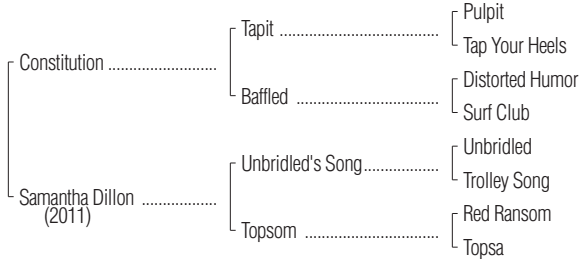 Pulpit
Tapit ..............................
Tap Your Heels
Constitution ....................
Distorted Humor
Baffled ...........................
Surf Club
Unbridled
Unbridled's Song..............
Trolley Song
Samantha Dillon ..............
(2011)
Red Ransom
Topsom .........................
Topsa